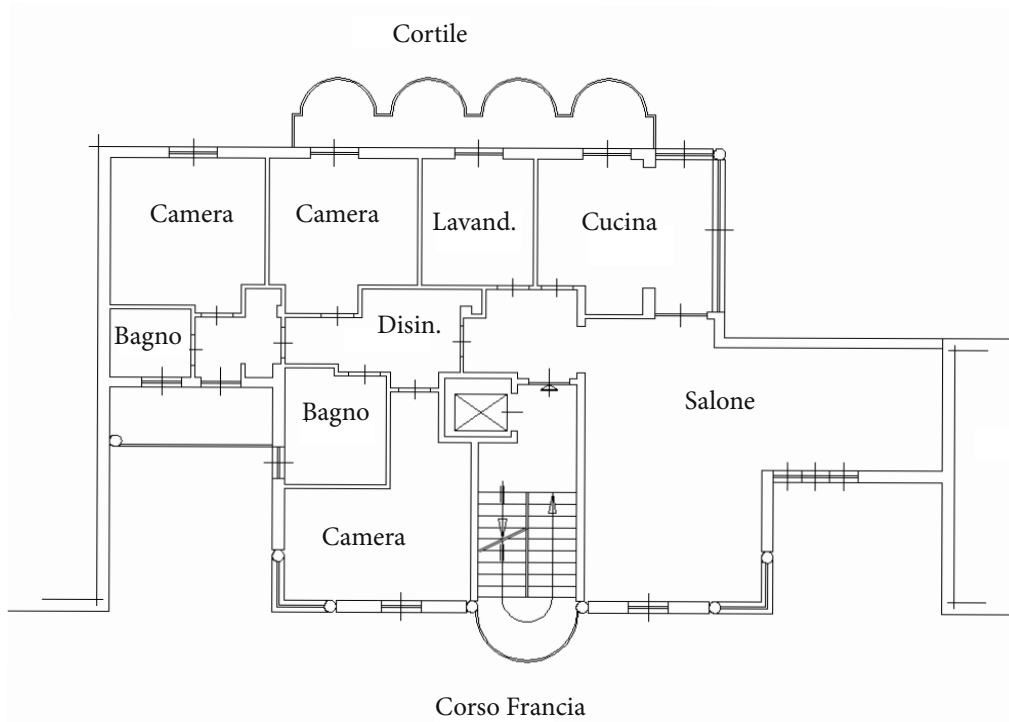 Cortile
Camera
Camera
Lavand.
Cucina
Bagno
Disin.
Bagno
Salone
Camera
Corso Francia